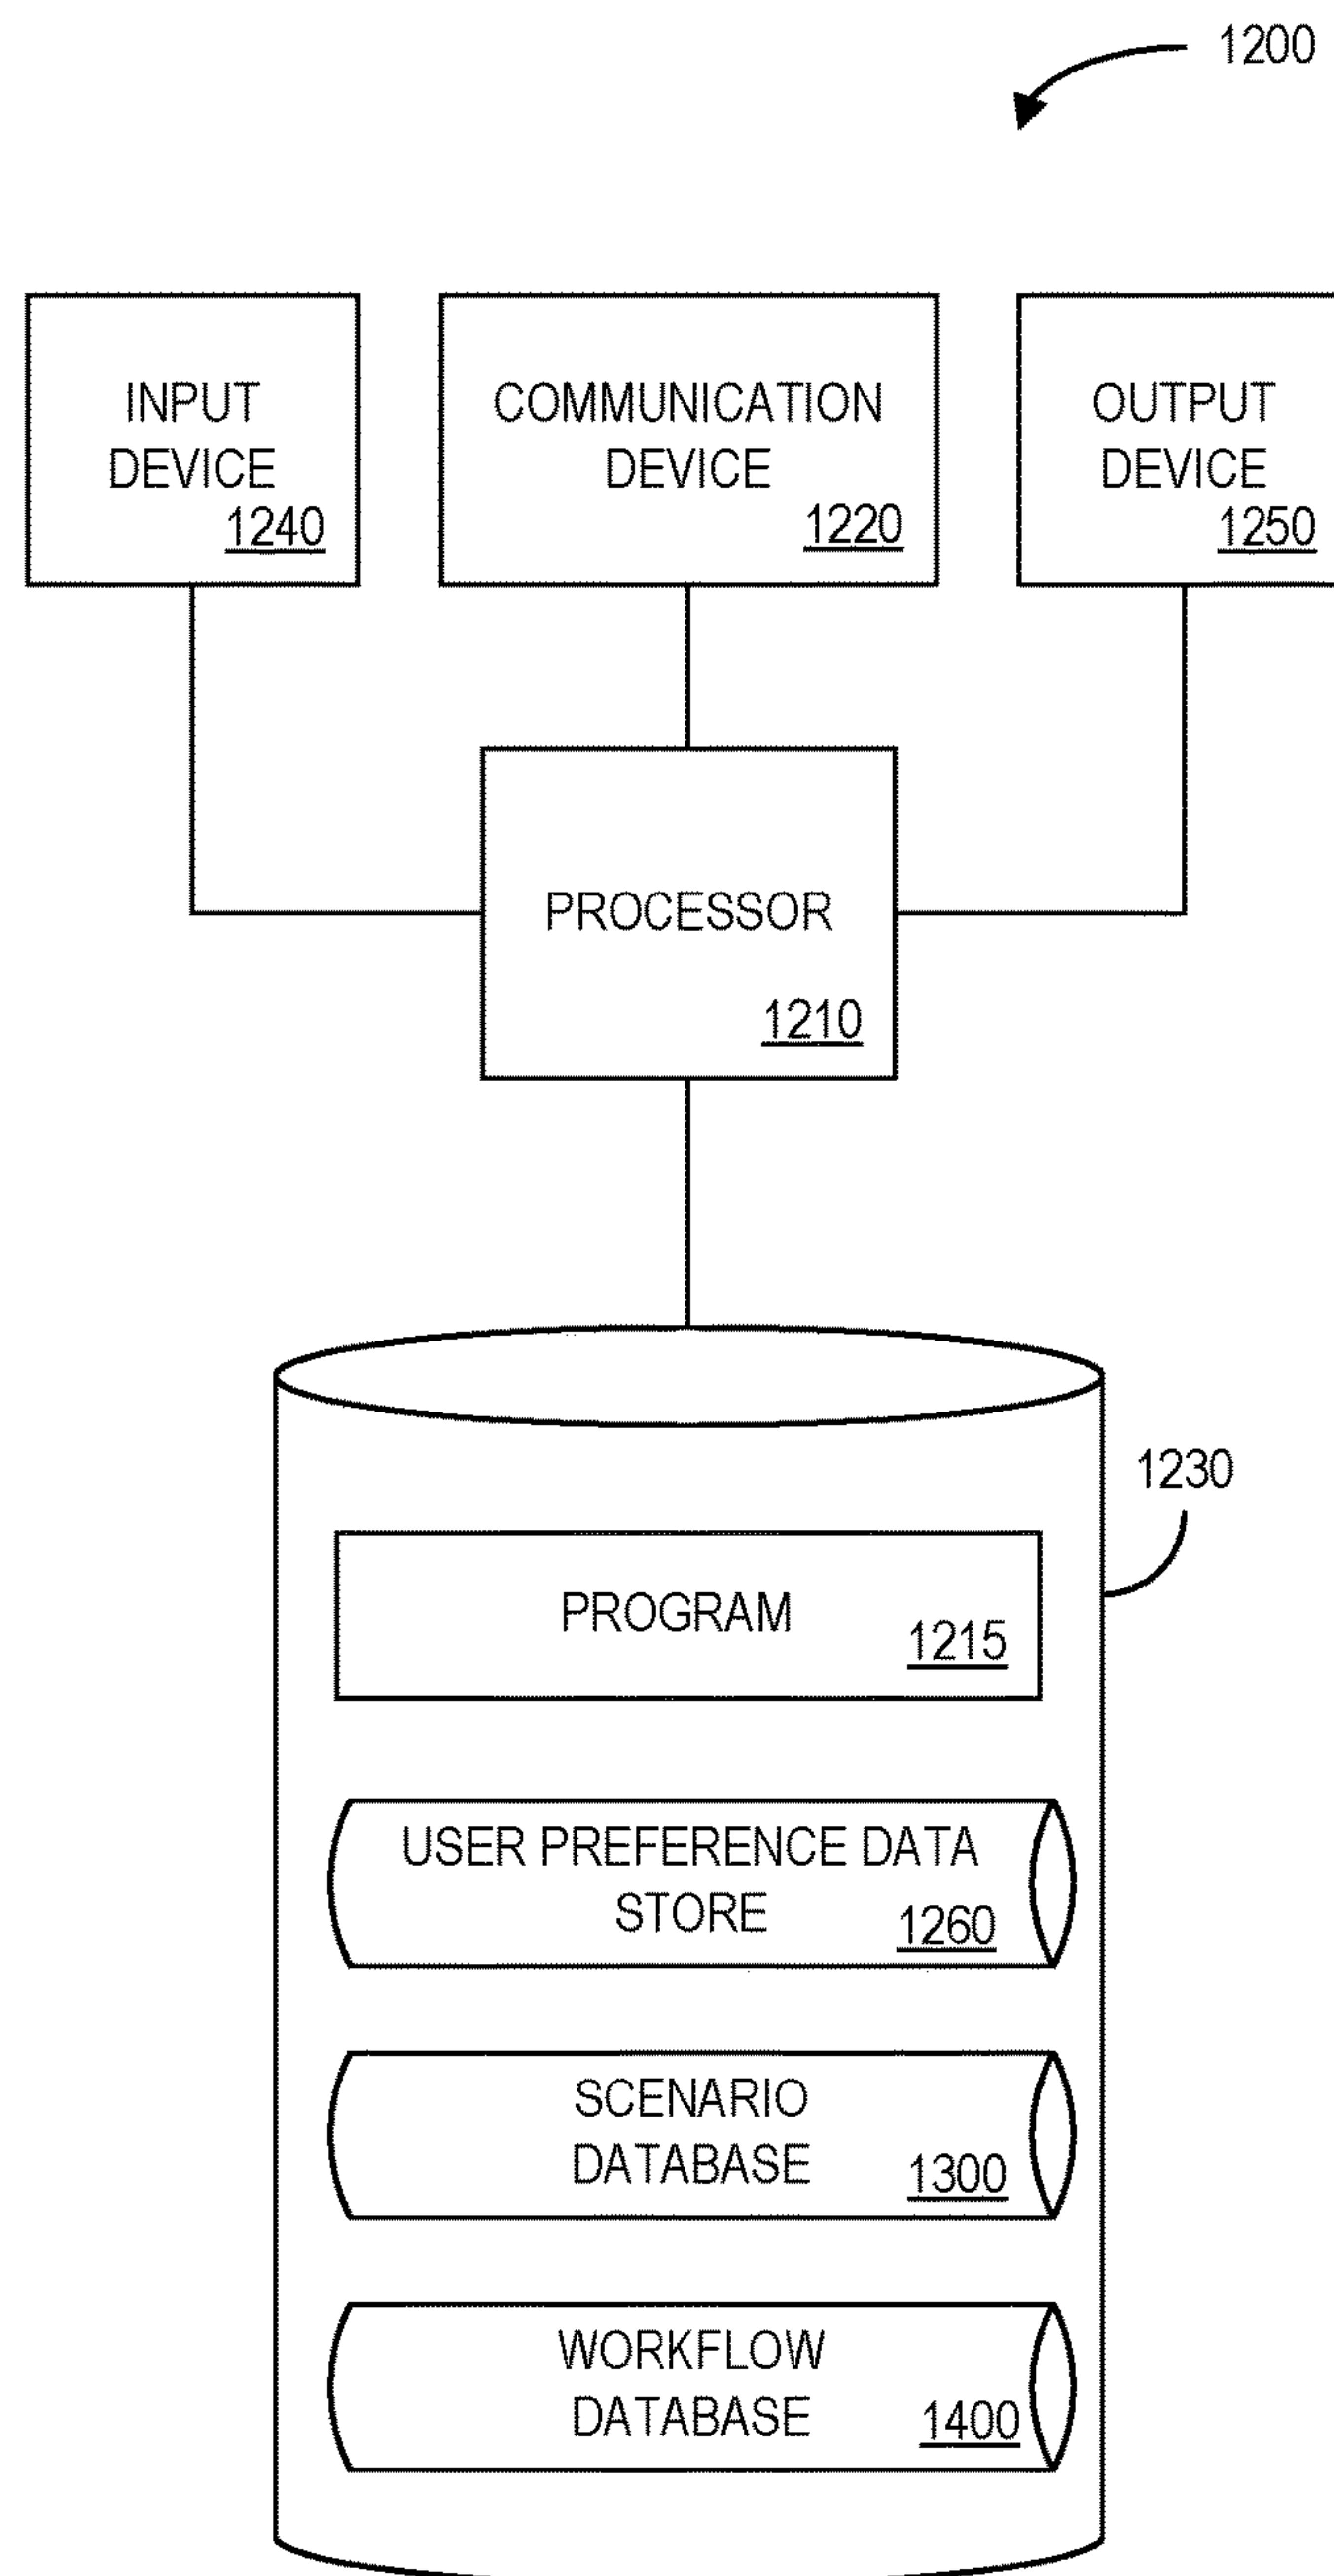 1200
INPUT
DEVICE
1240
COMMUNICATION
DEVICE
1220
OUTPUT
DEVICE
1250
PROCESSOR
1210
1230
PROGRAM
1215
USER PREFERENCE DATA
STORE
1260
SCENARIO
DATABASE
1300
WORKFLOW
DATABASE
1400